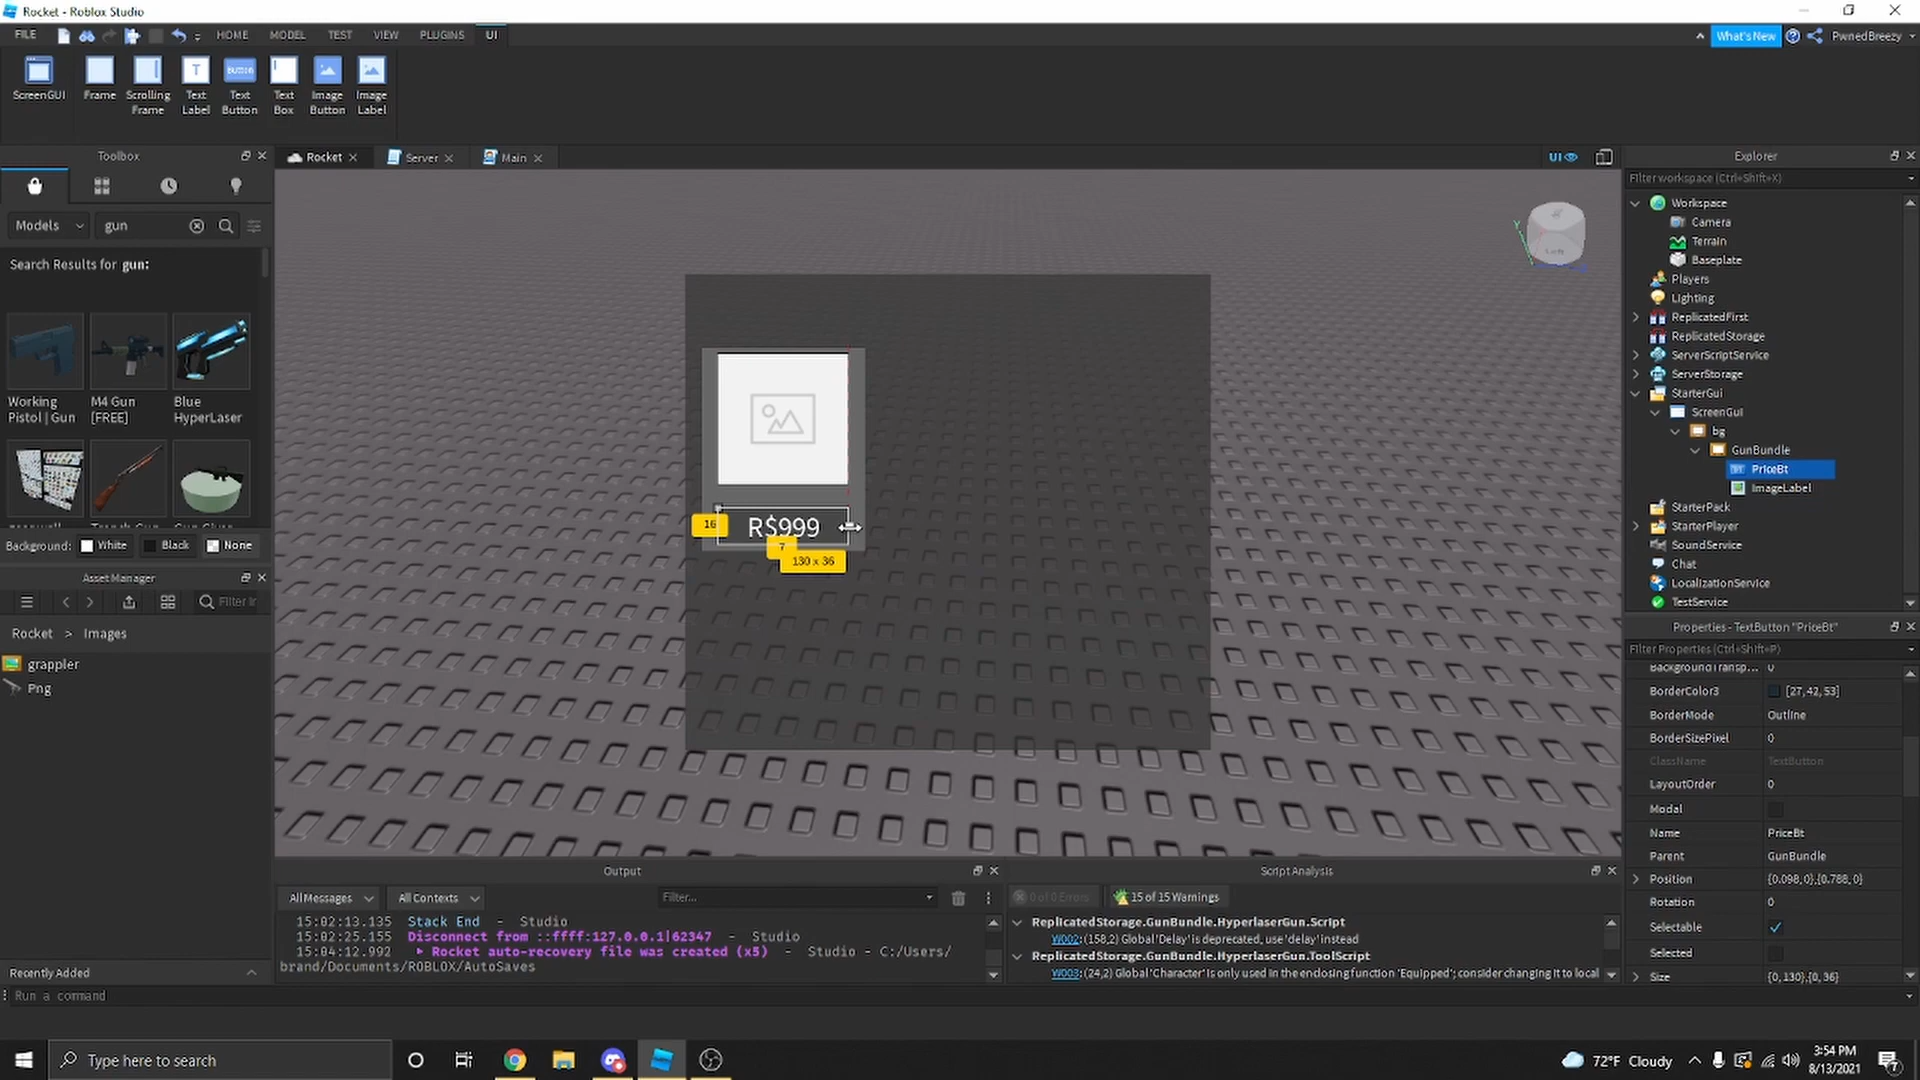 Rocket - Roblox Studio
FILE HOME MODEL TEST VIEW PLUGINS UI
What's New PwnedBreezy
ScreenGUI Frame Scrolling Frame Text Label Text Button Text Box Image Button Image Label
Toolbox
Rocket Server Main
UI
Models gun
Search Results for gun:
Working Pistol | Gun
M4 Gun [FREE]
Blue HyperLaser
Background: White Black None
Asset Manager
Rocket > Images
grappler
Png
Recently Added
Run a command
16
R$999
7
130 x 36
Output
All Messages All Contexts Filter...
15:02:13.135 Stack End - Studio
15:02:25.155 Disconnect from ::ffff:127.0.0.1|62347 - Studio
15:04:12.992 Rocket auto-recovery file was created (x5) - Studio - C:/Users/
brand/Documents/ROBLOX/AutoSaves
Script Analysis
0 of 0 Errors 15 of 15 Warnings
ReplicatedStorage.GunBundle.HyperlaserGun.Script
W002:(158,2) Global 'Delay' is deprecated, use 'delay' instead
ReplicatedStorage.GunBundle.HyperlaserGun.ToolScript
W003:(24,2) Global 'Character' is only used in the enclosing function 'Equipped'; consider changing it to local
Explorer
Filter workspace (Ctrl+Shift+X)
Workspace
Camera
Terrain
Baseplate
Players
Lighting
ReplicatedFirst
ReplicatedStorage
ServerScriptService
ServerStorage
StarterGui
ScreenGui
bg
GunBundle
PriceBt
ImageLabel
StarterPack
StarterPlayer
SoundService
Chat
LocalizationService
TestService
Properties - TextButton "PriceBt"
Filter Properties (Ctrl+Shift+P)
BackgroundTransp... 0
BorderColor3 [27, 42, 53]
BorderMode Outline
BorderSizePixel 0
ClassName TextButton
LayoutOrder 0
Modal
Name PriceBt
Parent GunBundle
Position {0.098, 0},{0.788, 0}
Rotation 0
Selectable
Selected
Size {0, 130},{0, 36}
Type here to search
72°F Cloudy
3:54 PM
8/13/2021